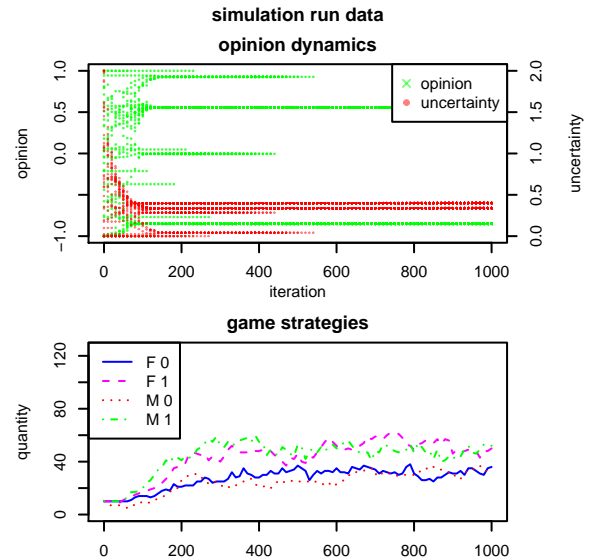 simulation run data
opinion dynamics
1.0
0.5
0.0
−1.0
opinion
opinion
uncertainty
2.0
1.5
1.0
0.5
0.0
uncertainty
0 200 400 600 800 1000
iteration
game strategies
F 0
F 1
M 0
M 1
120
80
40
0
quantity
0 200 400 600 800 1000